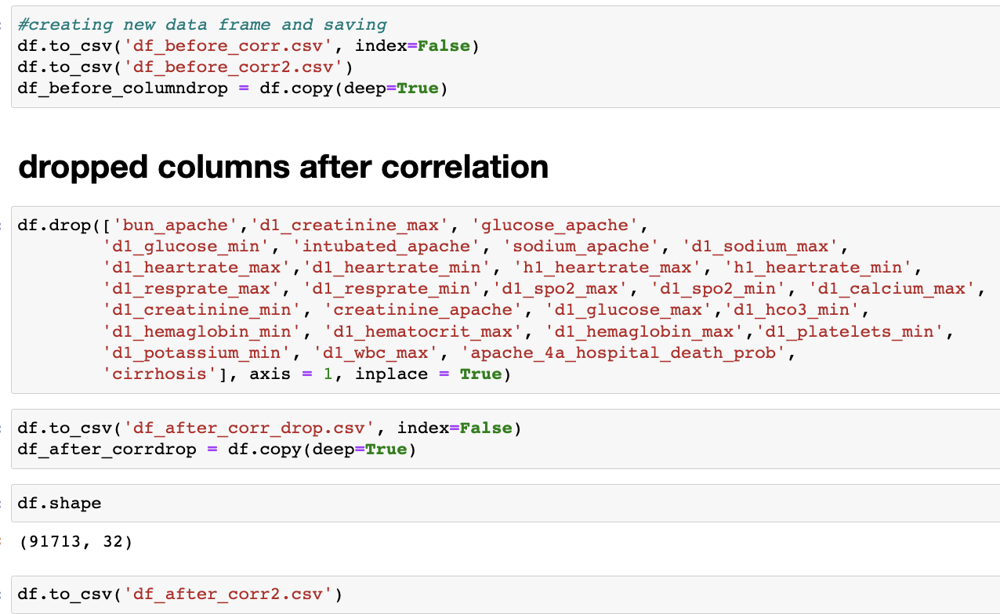 #creating new data frame and saving
df.to_csv('df_before_corr.csv', index=False)
df.to_csv('df_before_corr2.csv')
df_before_columndrop = df.copy(deep=True)
dropped columns after correlation
df.drop(['bun_apache','d1_creatinine_max', 'glucose_apache',
'd1_glucose_min', 'intubated_apache', 'sodium_apache', 'd1_sodium_max',
'd1_heartrate_max','d1_heartrate_min', 'h1_heartrate_max', 'h1_heartrate_min',
'd1_resprate_max', 'd1_resprate_min','d1_spo2_max', 'd1_spo2_min', 'd1_calcium_max',
'd1_creatinine_min', 'creatinine_apache', 'd1_glucose_max','d1_hco3_min',
'd1_hemaglobin_min', 'd1_hematocrit_max', 'd1_hemaglobin_max','d1_platelets_min',
'd1_potassium_min', 'd1_wbc_max', 'apache_4a_hospital_death_prob',
'cirrhosis'], axis = 1, inplace = True)
df.to_csv('df_after_corr_drop.csv', index=False)
df_after_corrdrop = df.copy(deep=True)
df.shape
(91713, 32)
df.to_csv('df_after_corr2.csv')